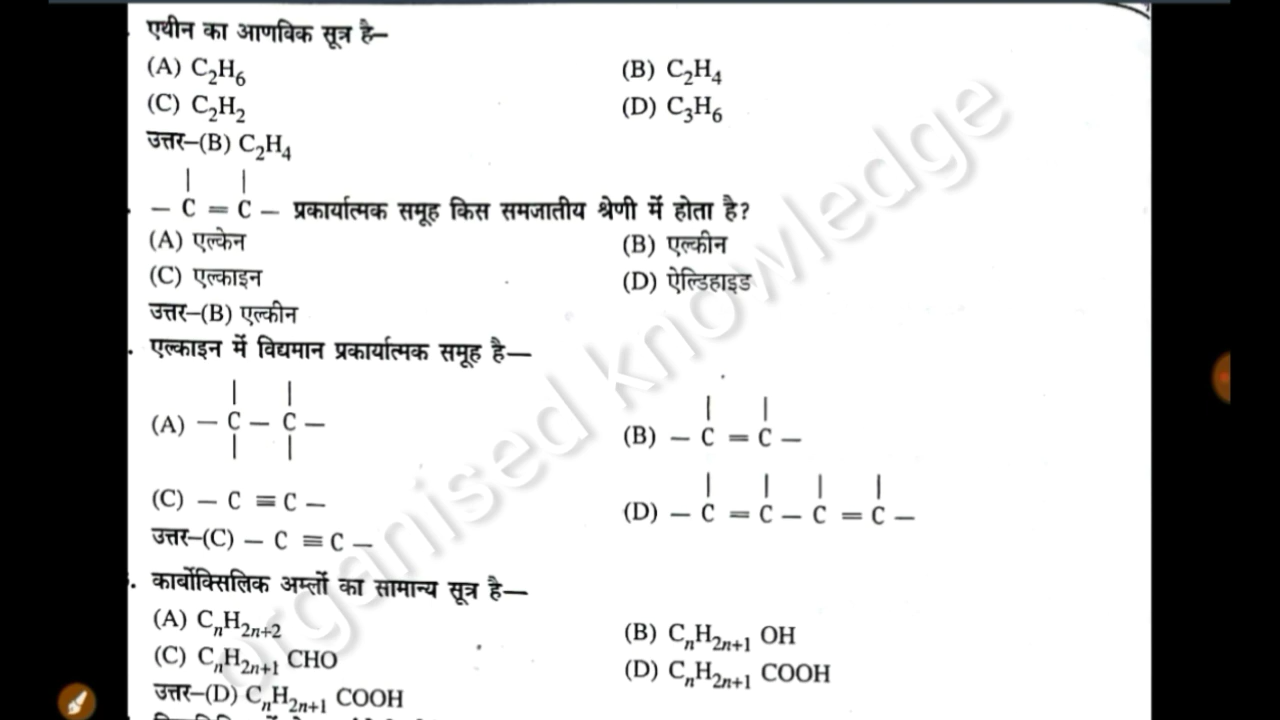 एथीन का आणविक सूत्र है–
(A) C₂H₆ (B) C₂H₄
(C) C₂H₂ (D) C₃H₆
उत्तर–(B) C₂H₄
| |
– C = C – प्रकार्यात्मक समूह किस समजातीय श्रेणी में होता है?
(A) एल्केन (B) एल्कीन
(C) एल्काइन (D) ऐल्डिहाइड
उत्तर–(B) एल्कीन
. एल्काइन में विद्यमान प्रकार्यात्मक समूह है—
| | | |
(A) – C – C – (B) – C = C –
| |
| | | |
(C) – C ≡ C – (D) – C = C – C = C –
उत्तर–(C) – C ≡ C –
. कार्बोक्सिलिक अम्लों का सामान्य सूत्र है—
(A) CₙH₂ₙ₊₂ (B) CₙH₂ₙ₊₁ OH
(C) CₙH₂ₙ₊₁ CHO (D) CₙH₂ₙ₊₁ COOH
उत्तर–(D) CₙH₂ₙ₊₁ COOH
organised knowledge